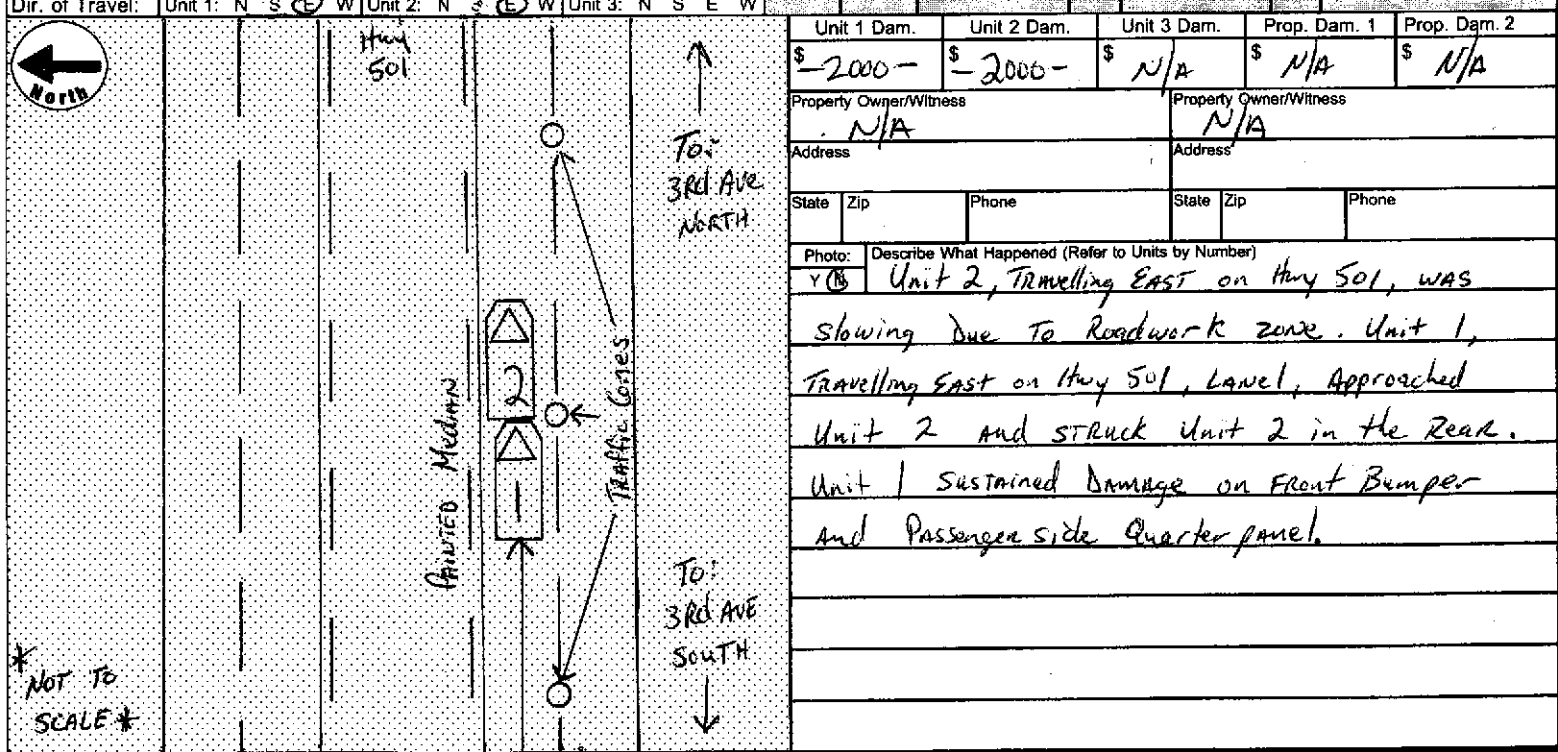 Dir. of Travel: Unit 1: N S E W Unit 2: N S E W Unit 3: N S E W
North
Hwy
501
To:
3Rd Ave
NORTH
Traffic Cones
PAINTED Median
2
1
To:
3Rd AVE
SOUTH
* NOT TO
SCALE *
Unit 1 Dam. Unit 2 Dam. Unit 3 Dam. Prop. Dam. 1 Prop. Dam. 2
$ -2000- $ -2000- $ N/A $ N/A $ N/A
Property Owner/Witness Property Owner/Witness
N/A N/A
Address Address
State Zip Phone State Zip Phone
Photo: Describe What Happened (Refer to Units by Number)
Y N Unit 2, TRAvelling EAST on Hwy 501, WAS
Slowing Due To Roadwork zone. Unit 1,
TRAvelling EAST on Hwy 501, LANE 1, Approached
Unit 2 And STRuck Unit 2 in the Rear.
Unit 1 Sustained Damage on Front Bumper
And Passenger side Quarter panel.